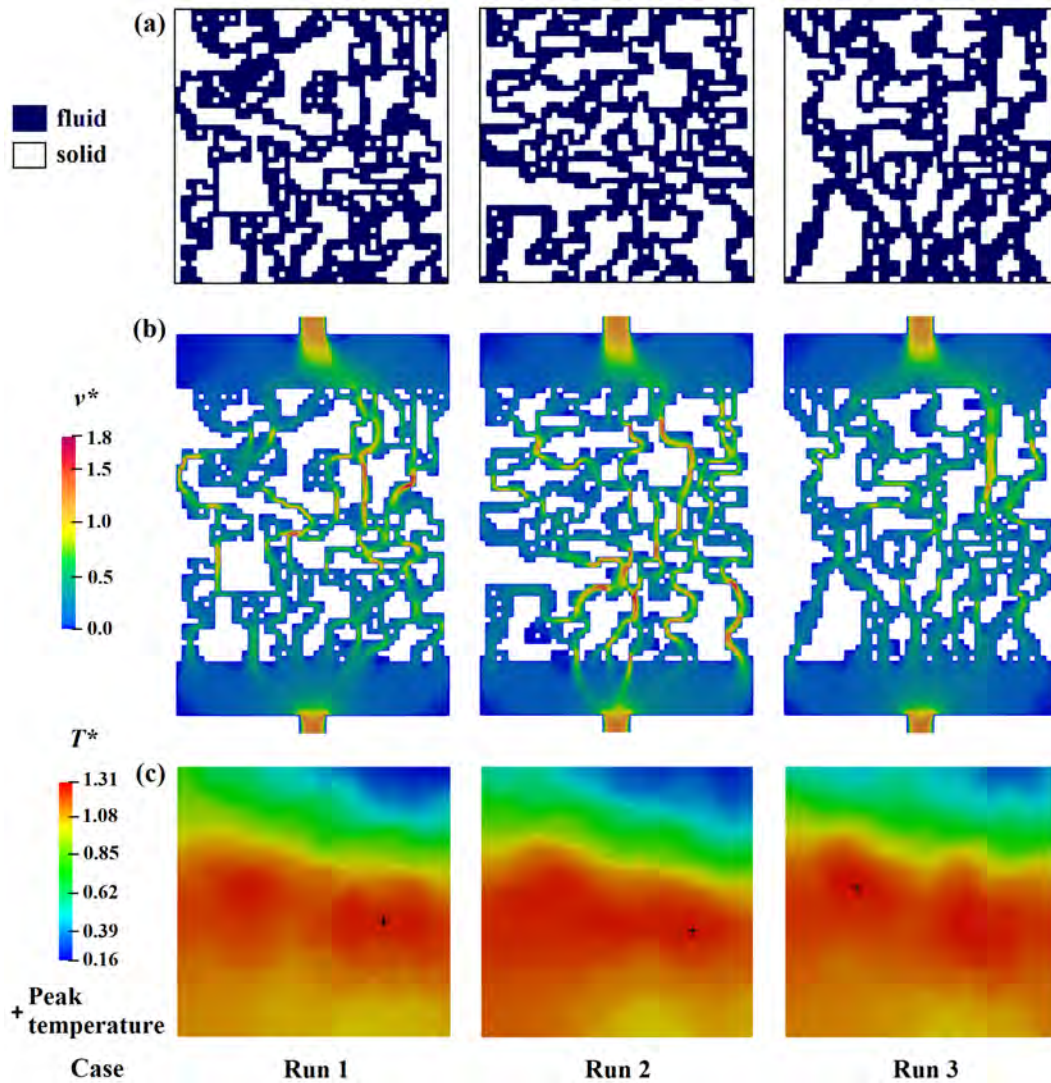 (a)
fluid
solid
(b)
v*
1.8
1.5
1.0
0.5
0.0
T*
(c)
1.31
1.08
0.85
0.62
0.39
0.16
+ Peak
temperature
Case Run 1 Run 2 Run 3